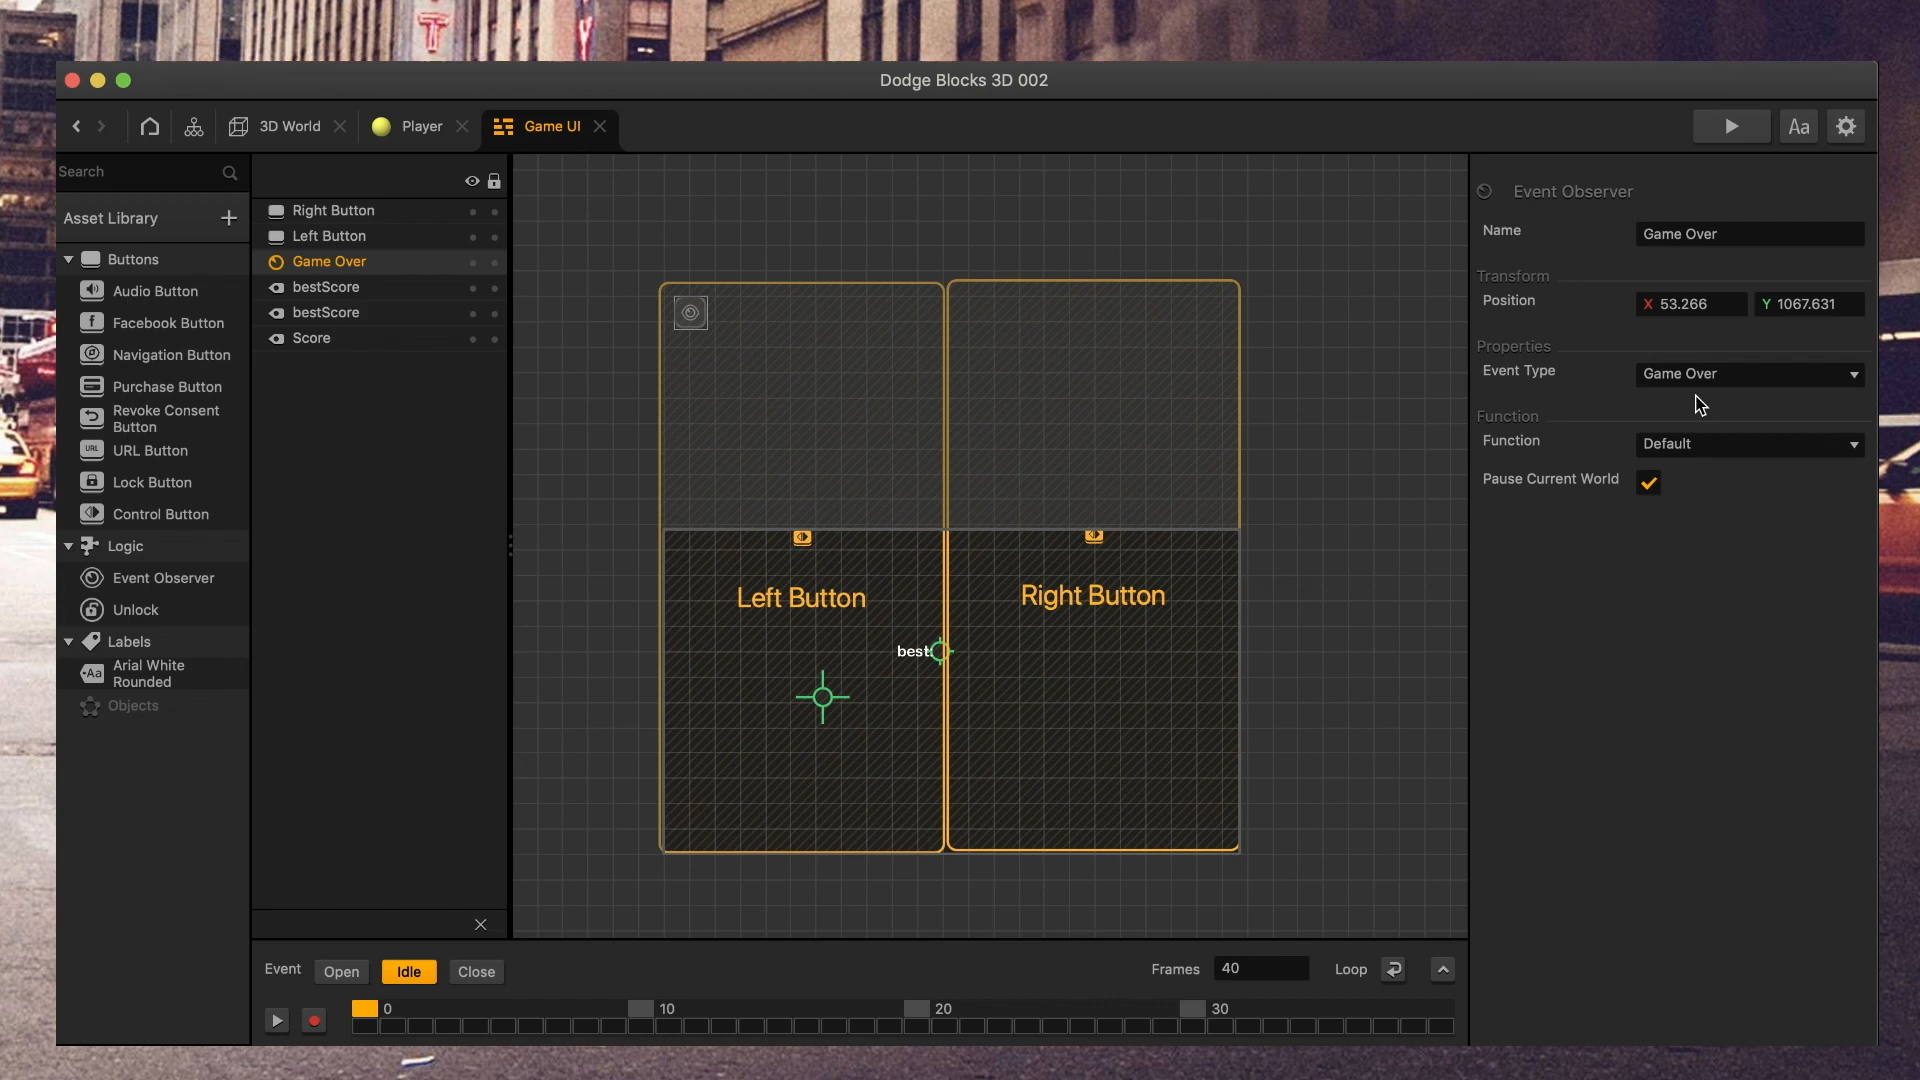 Dodge Blocks 3D 002
3D World
Player
Game UI
Aa
Search
Asset Library
Buttons
Audio Button
Facebook Button
Navigation Button
Purchase Button
Revoke Consent
Button
URL
URL Button
Lock Button
Control Button
Logic
Event Observer
Unlock
Labels
Aa
Arial White
Rounded
Objects
Right Button
Left Button
Game Over
bestScore
bestScore
Score
Left Button
Right Button
best:
Event Observer
Name
Game Over
Transform
Position
X 53.266
Y 1067.631
Properties
Event Type
Game Over
Function
Function
Default
Pause Current World
Event
Open
Idle
Close
Frames
40
Loop
0
10
20
30